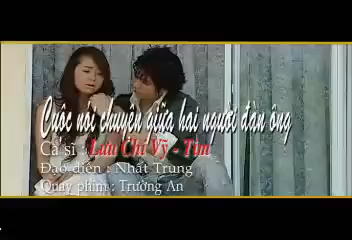 Cuộc nói chuyện giữa hai người đàn ông
Ca sĩ : Lưu Chí Vỹ - Tim
Đạo diễn : Nhất Trung
Quay phim : Trường An